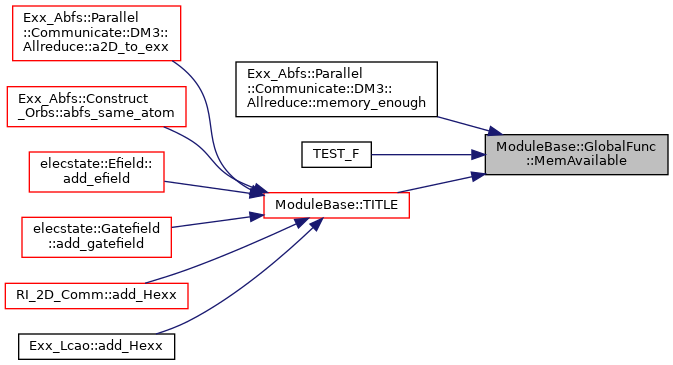 Exx_Abfs::Parallel
::Communicate::DM3::
Allreduce::a2D_to_exx
Exx_Abfs::Construct
_Orbs::abfs_same_atom
elecstate::Efield::
add_efield
elecstate::Gatefield
::add_gatefield
RI_2D_Comm::add_Hexx
Exx_Lcao::add_Hexx
Exx_Abfs::Parallel
::Communicate::DM3::
Allreduce::memory_enough
TEST_F
ModuleBase::TITLE
ModuleBase::GlobalFunc
::MemAvailable